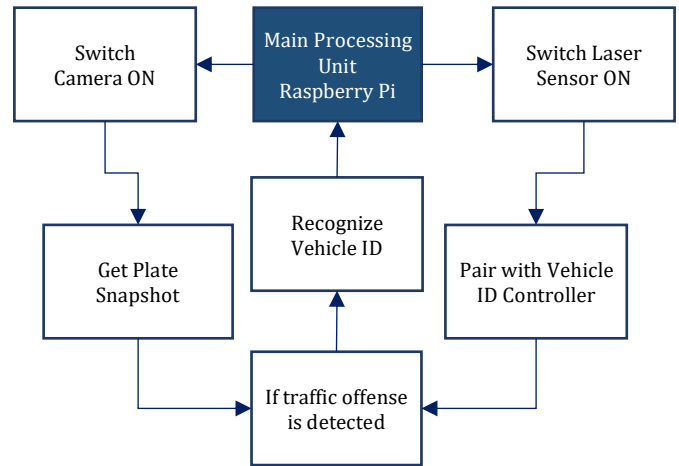 Switch
Camera ON
Main Processing
Unit
Raspberry Pi
Switch Laser
Sensor ON
Recognize
Vehicle ID
Get Plate
Snapshot
Pair with Vehicle
ID Controller
If traffic offense
is detected